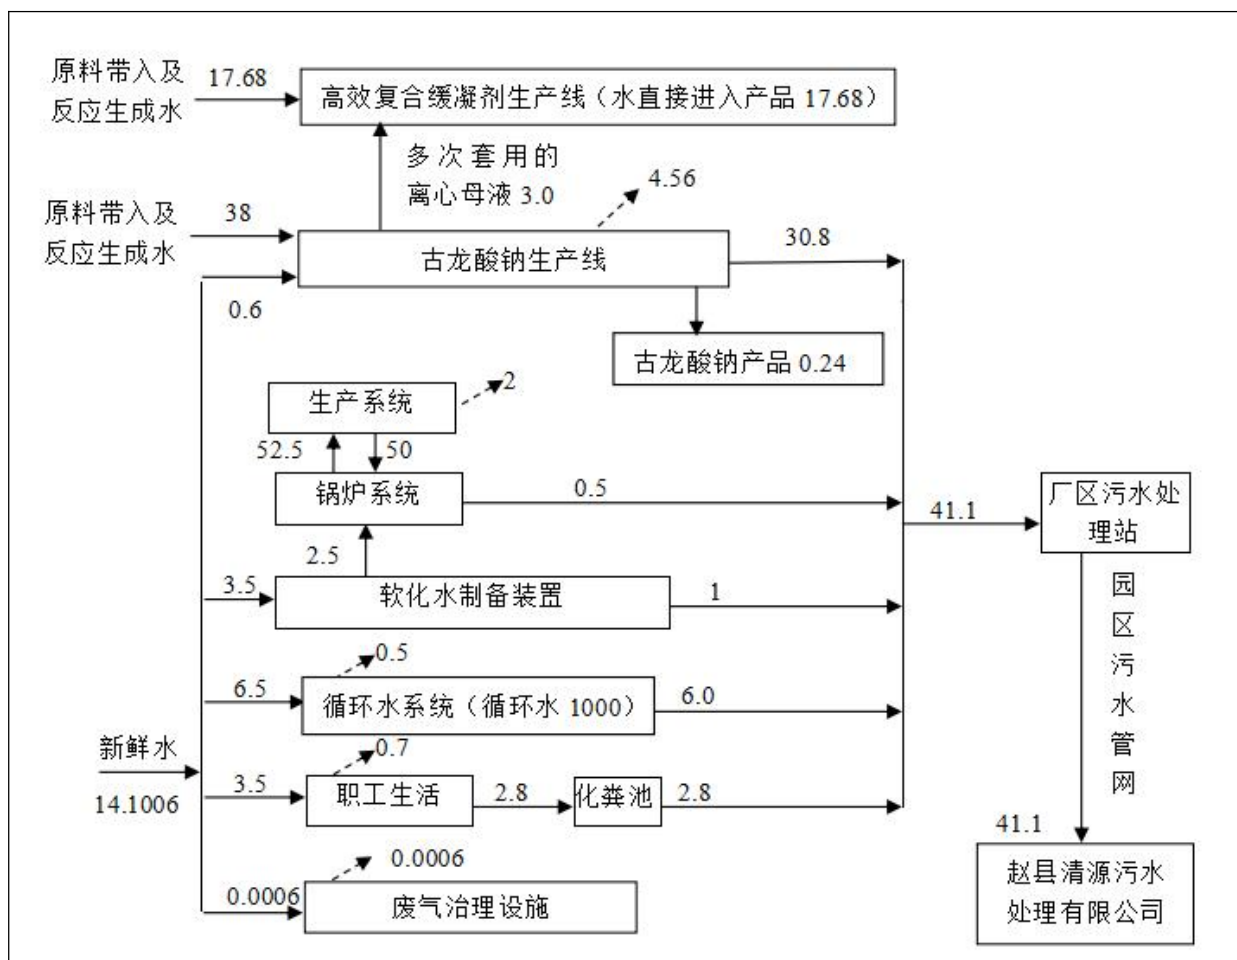 原料带入及
反应生成水
17.68
高效复合缓凝剂生产线（水直接进入产品 17.68）
多次套用的
离心母液 3.0
4.56
原料带入及
反应生成水
38
古龙酸钠生产线
30.8
0.6
古龙酸钠产品 0.24
生产系统
2
52.5
50
锅炉系统
0.5
2.5
3.5
软化水制备装置
1
0.5
6.5
循环水系统（循环水 1000）
6.0
新鲜水
14.1006
0.7
3.5
职工生活
2.8
化粪池
2.8
0.0006
0.0006
废气治理设施
41.1
厂区污水处
理站
园
区
污
水
管
网
41.1
赵县清源污水
处理有限公司